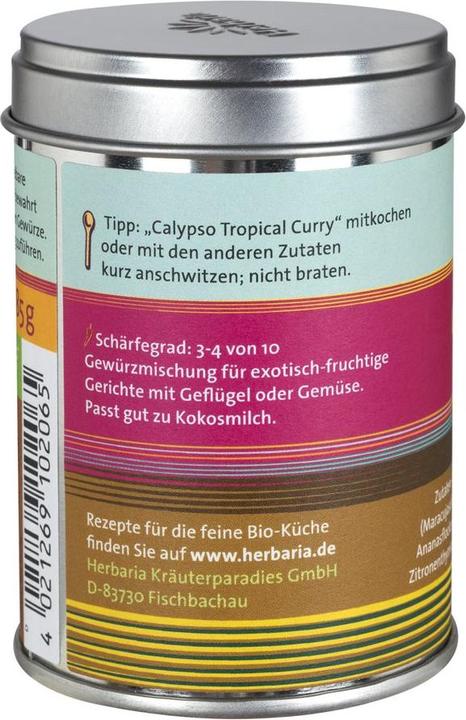 Tipp: „Calypso Tropical Curry“ mitkochen
oder mit den anderen Zutaten
kurz anschwitzen; nicht braten.
Schärfegrad: 3-4 von 10
Gewürzmischung für exotisch-fruchtige
Gerichte mit Geflügel oder Gemüse.
Passt gut zu Kokosmilch.
Rezepte für die feine Bio-Küche
finden Sie auf www.herbaria.de
Herbaria Kräuterparadies GmbH
D-83730 Fischbachau
Gewürze.
85g
4 021269 102065